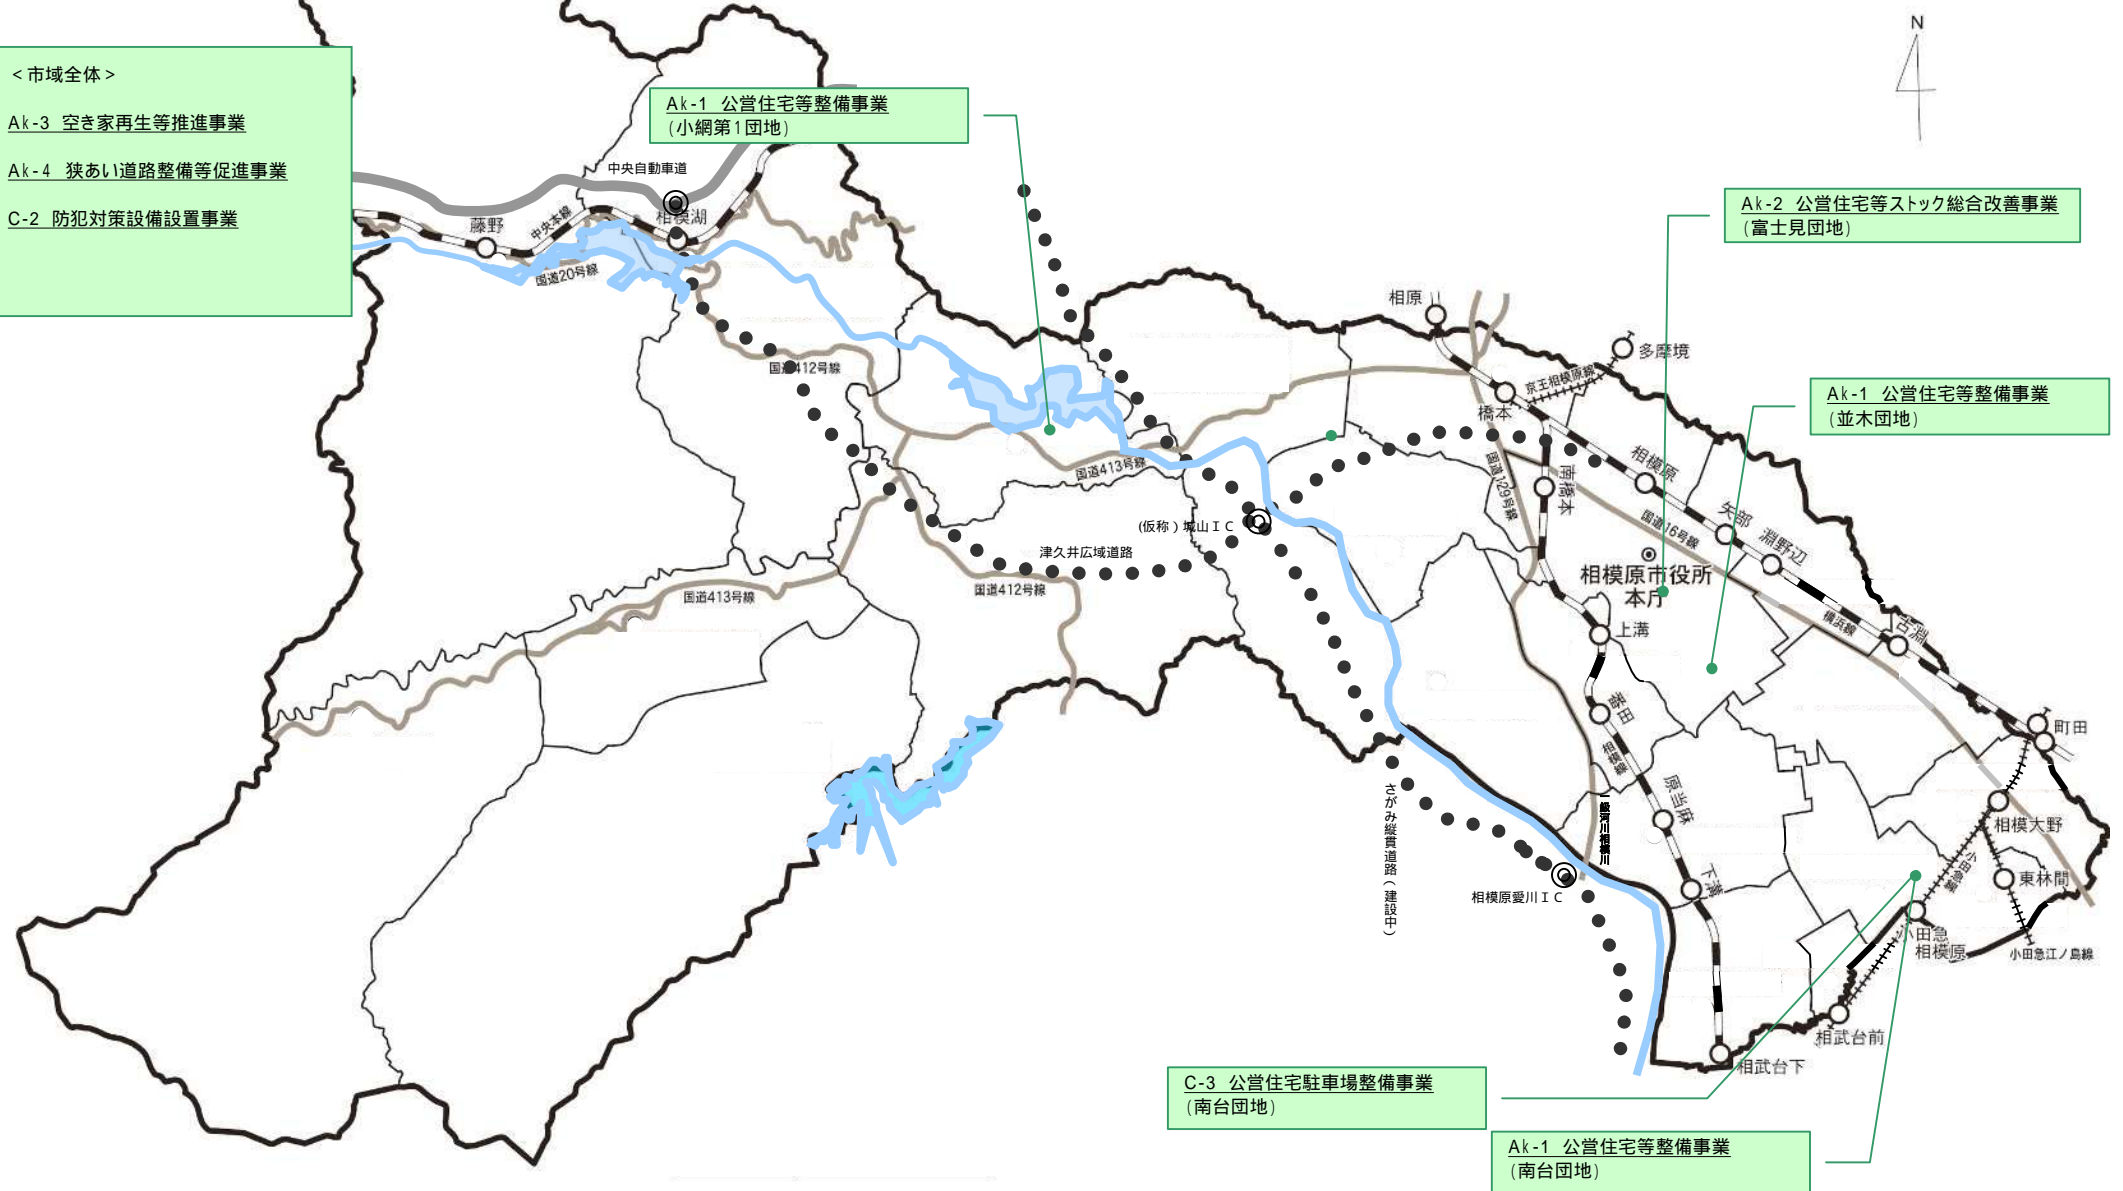 <市域全体>
Ak-3 空き家再生等推進事業
Ak-4 狭あい道路整備等促進事業
C-2 防犯対策設備設置事業
Ak-1 公営住宅等整備事業
(小網第1団地)
N
Ak-2 公営住宅等ストック総合改善事業
(富士見団地)
Ak-1 公営住宅等整備事業
(並木団地)
中央自動車道
藤野
中央本線
相模湖
国道20号線
国道412号線
国道413号線
(仮称)城山IC
津久井広域道路
国道412号線
国道413号線
相原
多摩境
京王相模原線
橋本
国道129号線
南橋本
相模原
矢部
淵野辺
国道16号線
相模原市役所
本庁
上溝
横浜線
古淵
番田
相模線
町田
原当麻
一級河川相模川
さがみ縦貫道路(建設中)
相模原愛川IC
下溝
相模大野
小田急線
東林間
小田急
相模原
小田急江ノ島線
相武台前
相武台下
C-3 公営住宅駐車場整備事業
(南台団地)
Ak-1 公営住宅等整備事業
(南台団地)